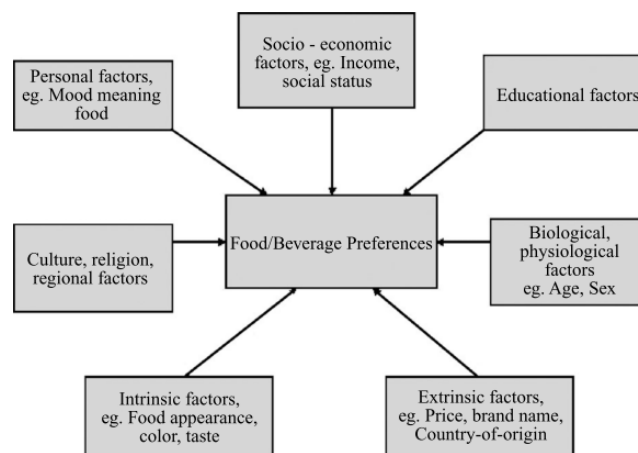 Socio - economic
factors, eg. Income,
social status
Personal factors,
eg. Mood meaning
food
Educational factors
Food/Beverage Preferences
Culture, religion,
regional factors
Biological,
physiological
factors
eg. Age, Sex
Intrinsic factors,
eg. Food appearance,
color, taste
Extrinsic factors,
eg. Price, brand name,
Country-of-origin